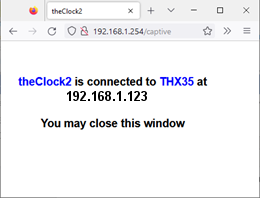 theClock2
192.168.1.254/captive
theClock2 is connected to THX35 at
192.168.1.123
You may close this window